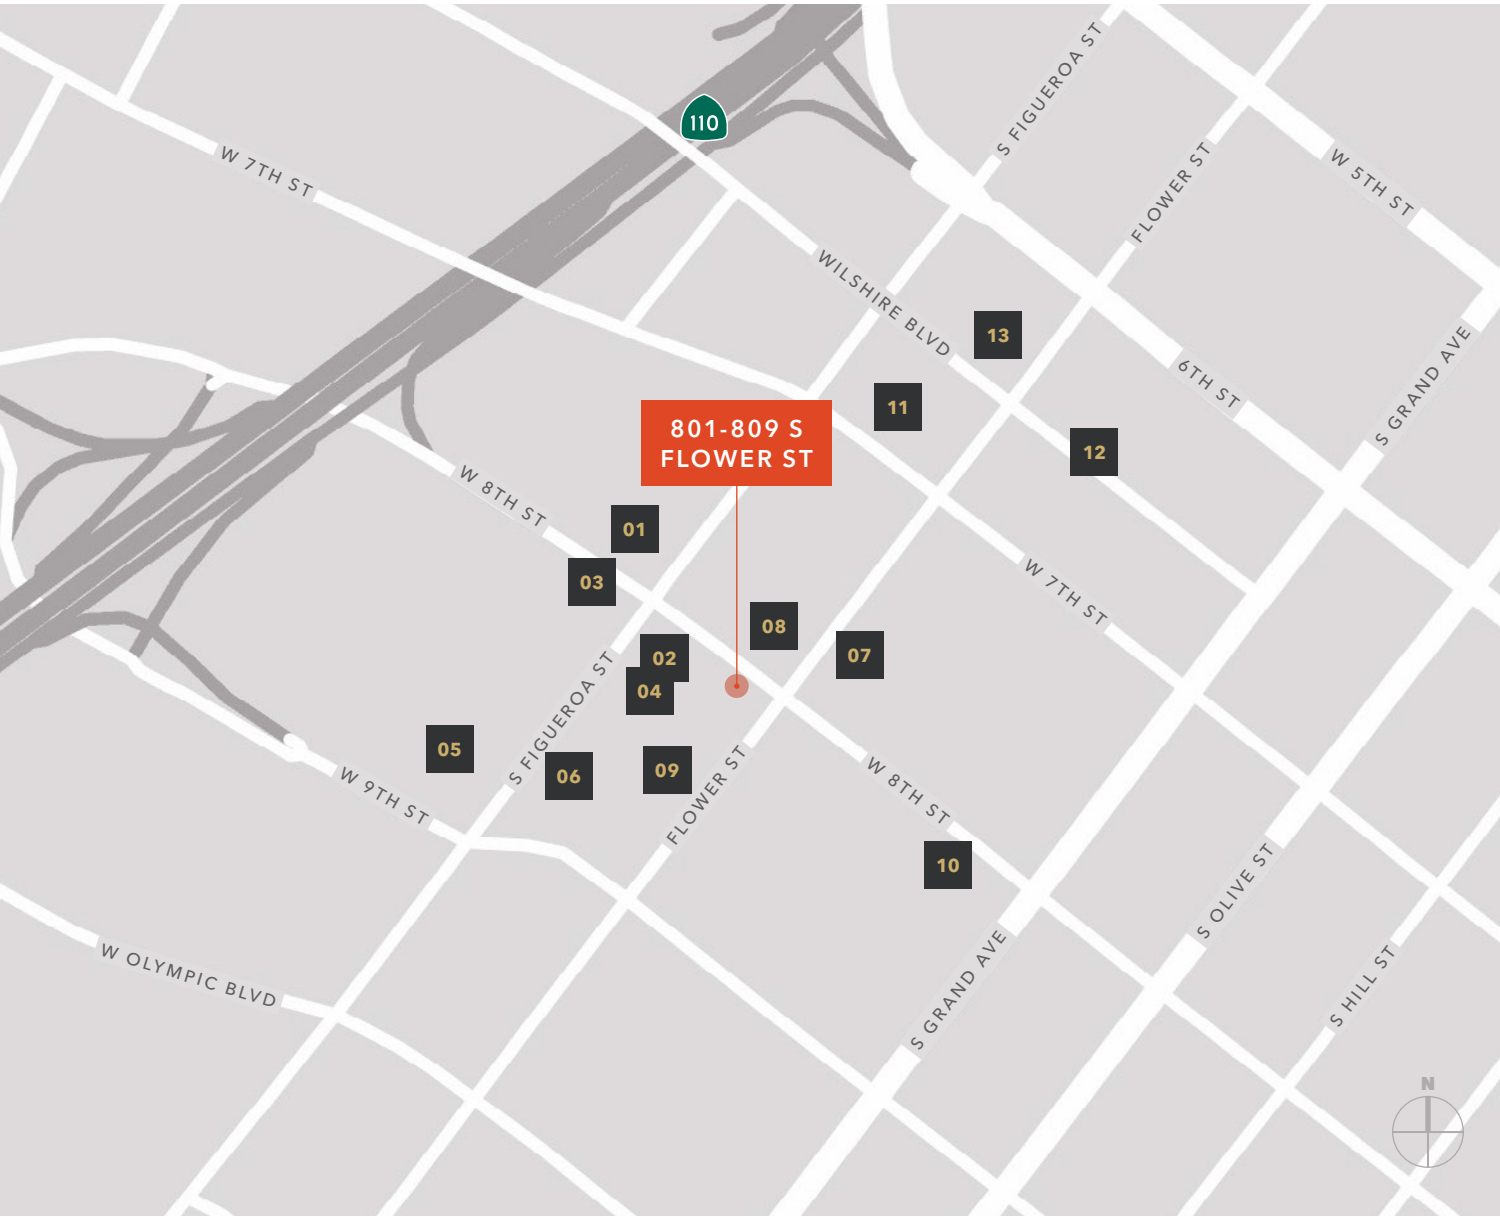 S FIGUEROA ST
110
W 7TH ST
FLOWER ST
W 5TH ST
WILSHIRE BLVD
13
S GRAND AVE
6TH ST
11
801-809 S
FLOWER ST
12
W 8TH ST
01
03
W 7TH ST
08
02
07
04
S FIGUEROA ST
05
06
09
W 9TH ST
FLOWER ST
W 8TH ST
10
S OLIVE ST
W OLYMPIC BLVD
S GRAND AVE
S HILL ST
N